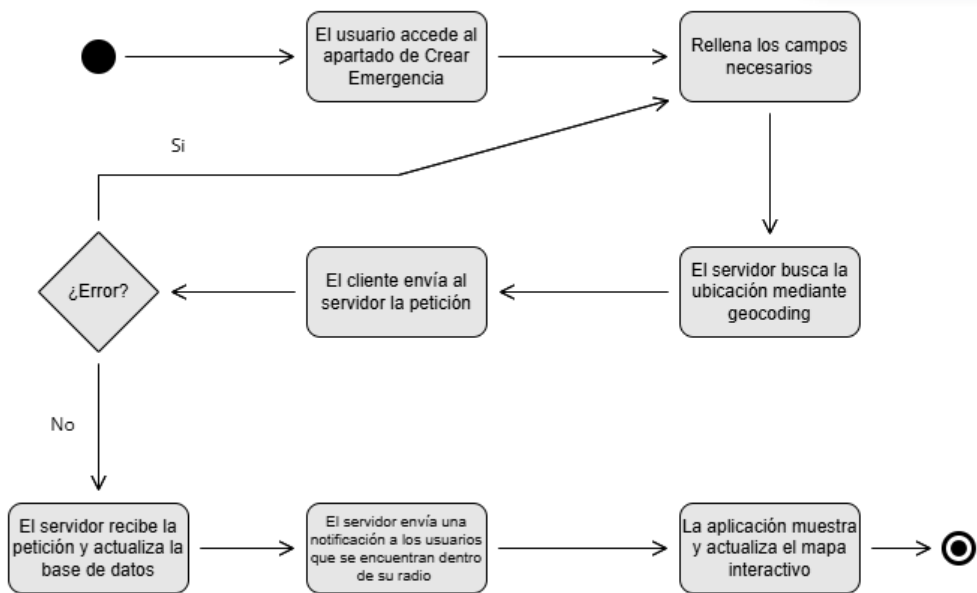 El usuario accede al
apartado de Crear
Emergencia
Rellena los campos
necesarios
Si
¿Error?
El cliente envía al
servidor la petición
El servidor busca la
ubicación mediante
geocoding
No
El servidor recibe la
petición y actualiza la
base de datos
El servidor envía una
notificación a los usuarios
que se encuentran dentro
de su radio
La aplicación muestra
y actualiza el mapa
interactivo